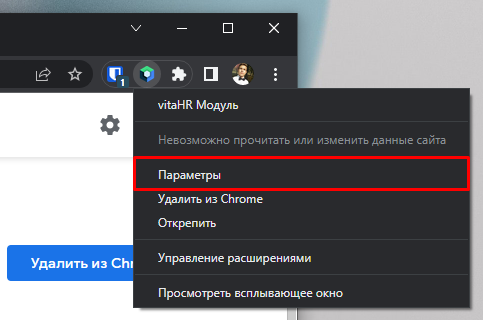 1
vitaHR Модуль
Невозможно прочитать или изменить данные сайта
Параметры
Удалить из Chrome
Открепить
Управление расширениями
Удалить из Chr
Просмотреть всплывающее окно